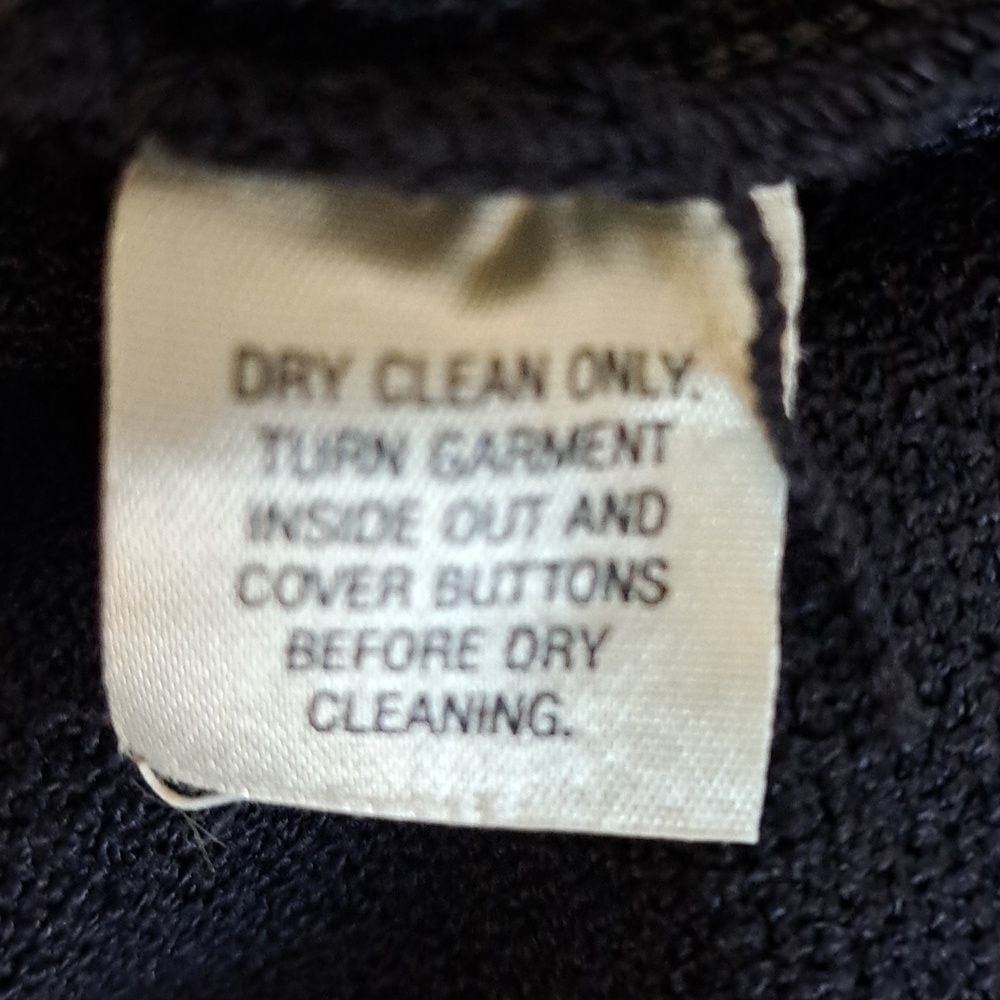 DRY CLEAN ONLY.
TURN GARMENT
INSIDE OUT AND
COVER BUTTONS
BEFORE DRY
CLEANING.